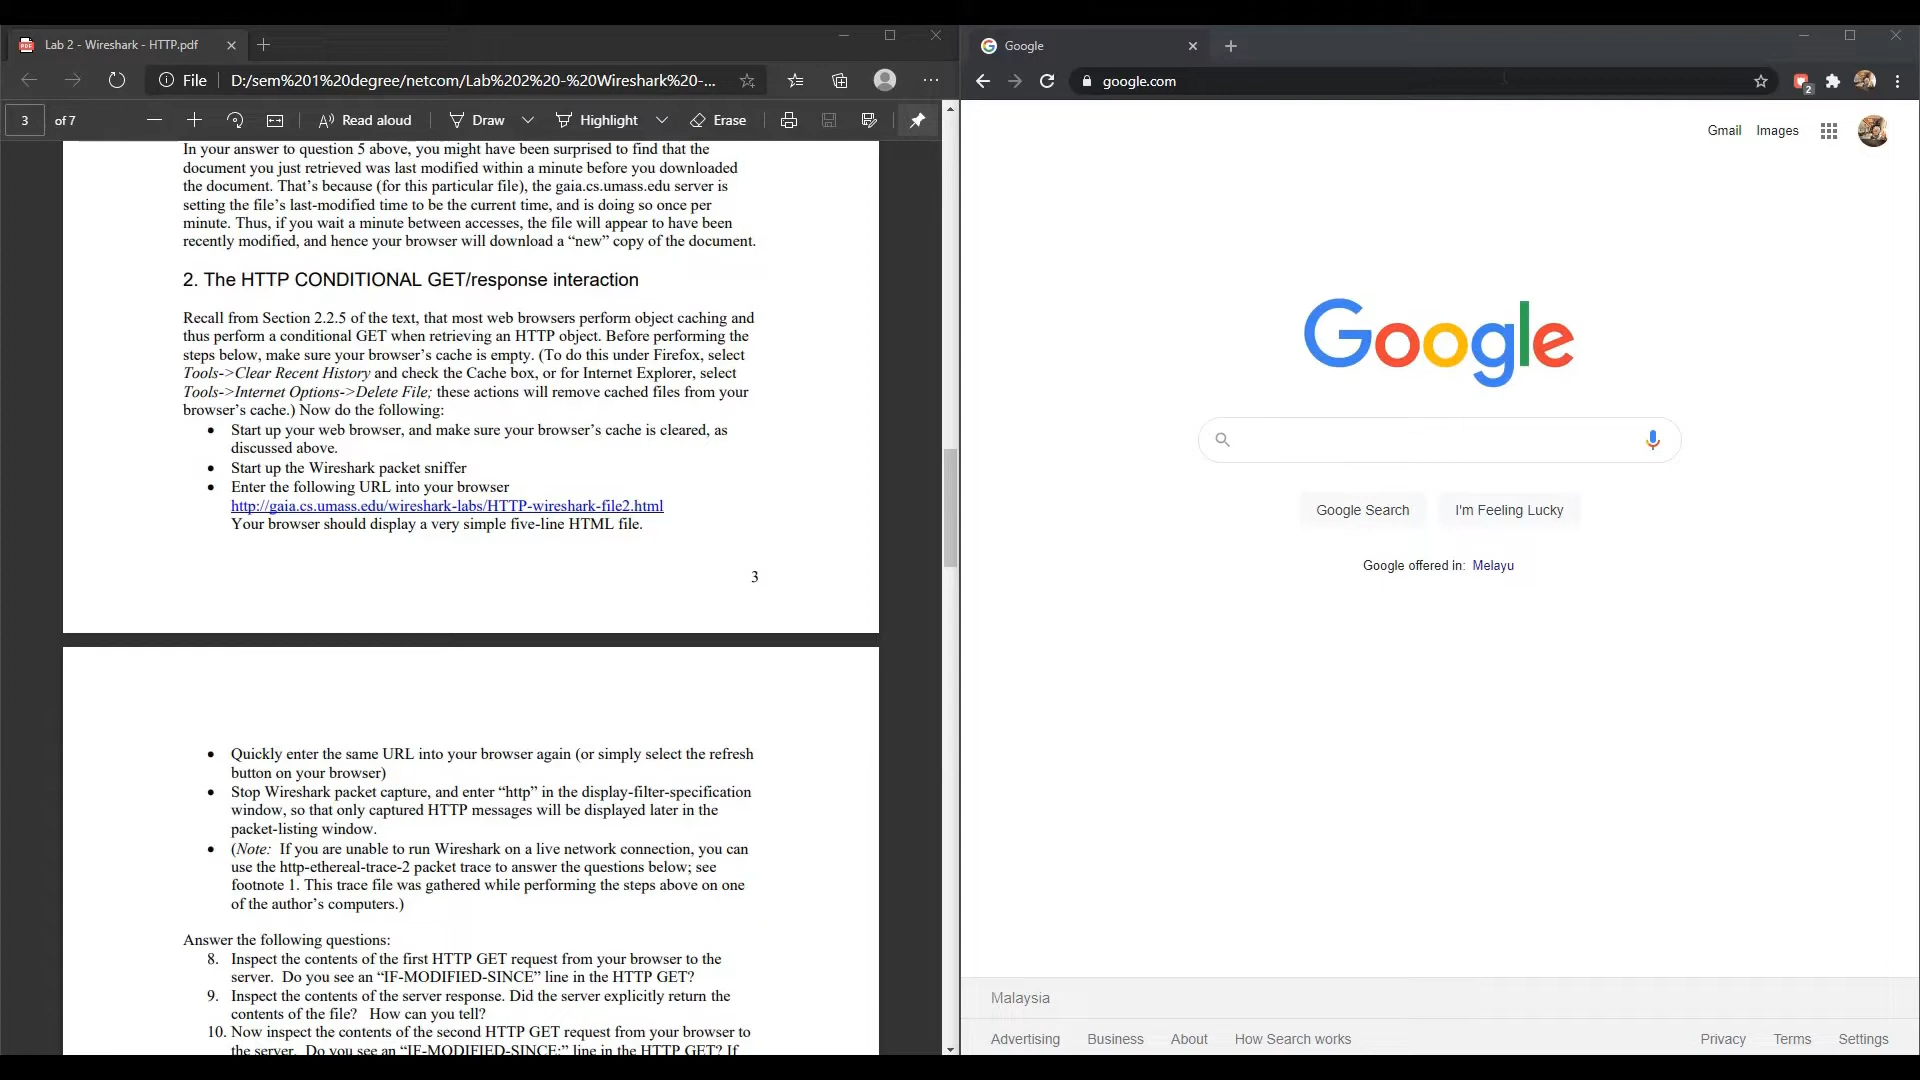 Lab 2 - Wireshark - HTTP.pdf
File
D:/sem%201%20degree/netcom/Lab%202%20-%20Wireshark%20-...
3 of 7
Read aloud
Draw
Highlight
Erase
In your answer to question 5 above, you might have been surprised to find that the
document you just retrieved was last modified within a minute before you downloaded
the document. That’s because (for this particular file), the gaia.cs.umass.edu server is
setting the file’s last-modified time to be the current time, and is doing so once per
minute. Thus, if you wait a minute between accesses, the file will appear to have been
recently modified, and hence your browser will download a “new” copy of the document.
2. The HTTP CONDITIONAL GET/response interaction
Recall from Section 2.2.5 of the text, that most web browsers perform object caching and
thus perform a conditional GET when retrieving an HTTP object. Before performing the
steps below, make sure your browser’s cache is empty. (To do this under Firefox, select
Tools->Clear Recent History and check the Cache box, or for Internet Explorer, select
Tools->Internet Options->Delete File; these actions will remove cached files from your
browser’s cache.) Now do the following:
• Start up your web browser, and make sure your browser’s cache is cleared, as
discussed above.
• Start up the Wireshark packet sniffer
• Enter the following URL into your browser
http://gaia.cs.umass.edu/wireshark-labs/HTTP-wireshark-file2.html
Your browser should display a very simple five-line HTML file.
3
• Quickly enter the same URL into your browser again (or simply select the refresh
button on your browser)
• Stop Wireshark packet capture, and enter “http” in the display-filter-specification
window, so that only captured HTTP messages will be displayed later in the
packet-listing window.
• (Note: If you are unable to run Wireshark on a live network connection, you can
use the http-ethereal-trace-2 packet trace to answer the questions below; see
footnote 1. This trace file was gathered while performing the steps above on one
of the author’s computers.)
Answer the following questions:
8. Inspect the contents of the first HTTP GET request from your browser to the
server. Do you see an “IF-MODIFIED-SINCE” line in the HTTP GET?
9. Inspect the contents of the server response. Did the server explicitly return the
contents of the file? How can you tell?
10. Now inspect the contents of the second HTTP GET request from your browser to
the server. Do you see an “IF-MODIFIED-SINCE:” line in the HTTP GET? If
Google
google.com
2
Gmail
Images
Google
Google Search
I'm Feeling Lucky
Google offered in: Melayu
Malaysia
Advertising
Business
About
How Search works
Privacy
Terms
Settings